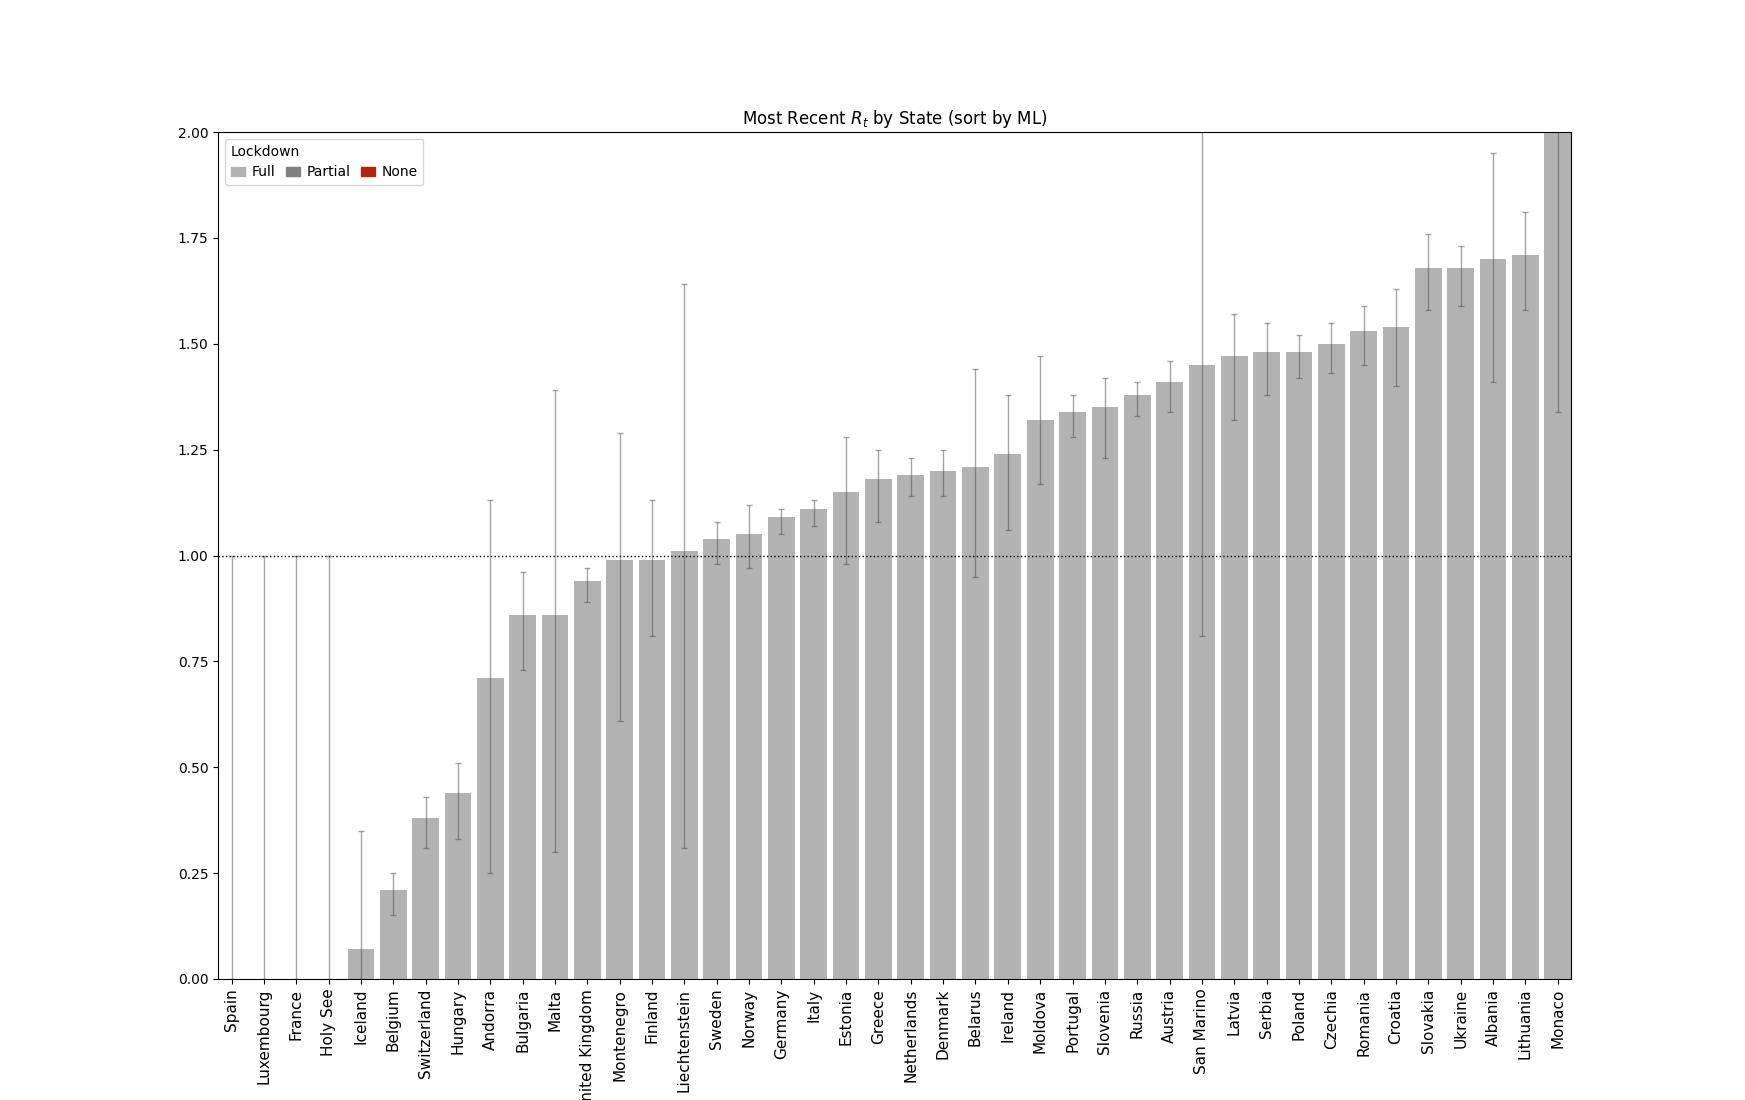 Most Recent Rt by State (sort by ML)
Lockdown
Full Partial None
2.00
1.75
1.50
1.25
1.00
0.75
0.50
0.25
0.00
Spain
Luxembourg
France
Holy See
Iceland
Belgium
Switzerland
Hungary
Andorra
Bulgaria
Malta
nited Kingdom
Montenegro
Finland
Liechtenstein
Sweden
Norway
Germany
Italy
Estonia
Greece
Netherlands
Denmark
Belarus
Ireland
Moldova
Portugal
Slovenia
Russia
Austria
San Marino
Latvia
Serbia
Poland
Czechia
Romania
Croatia
Slovakia
Ukraine
Albania
Lithuania
Monaco